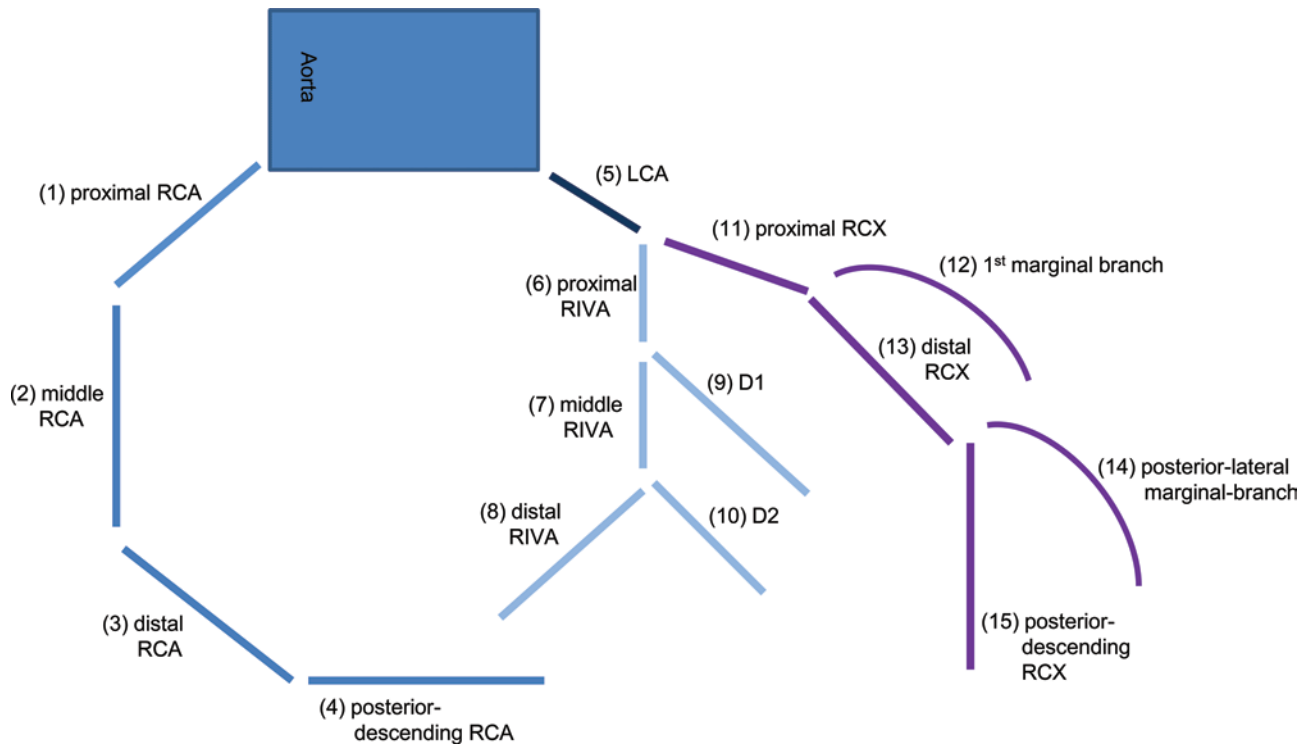 Aorta
(1) proximal RCA
(2) middle
RCA
(3) distal
RCA
(4) posterior-
descending RCA
(5) LCA
(6) proximal
RIVA
(7) middle
RIVA
(8) distal
RIVA
(9) D1
(10) D2
(11) proximal RCX
(12) 1st marginal branch
(13) distal
RCX
(14) posterior-lateral
marginal-branch
(15) posterior-
descending
RCX